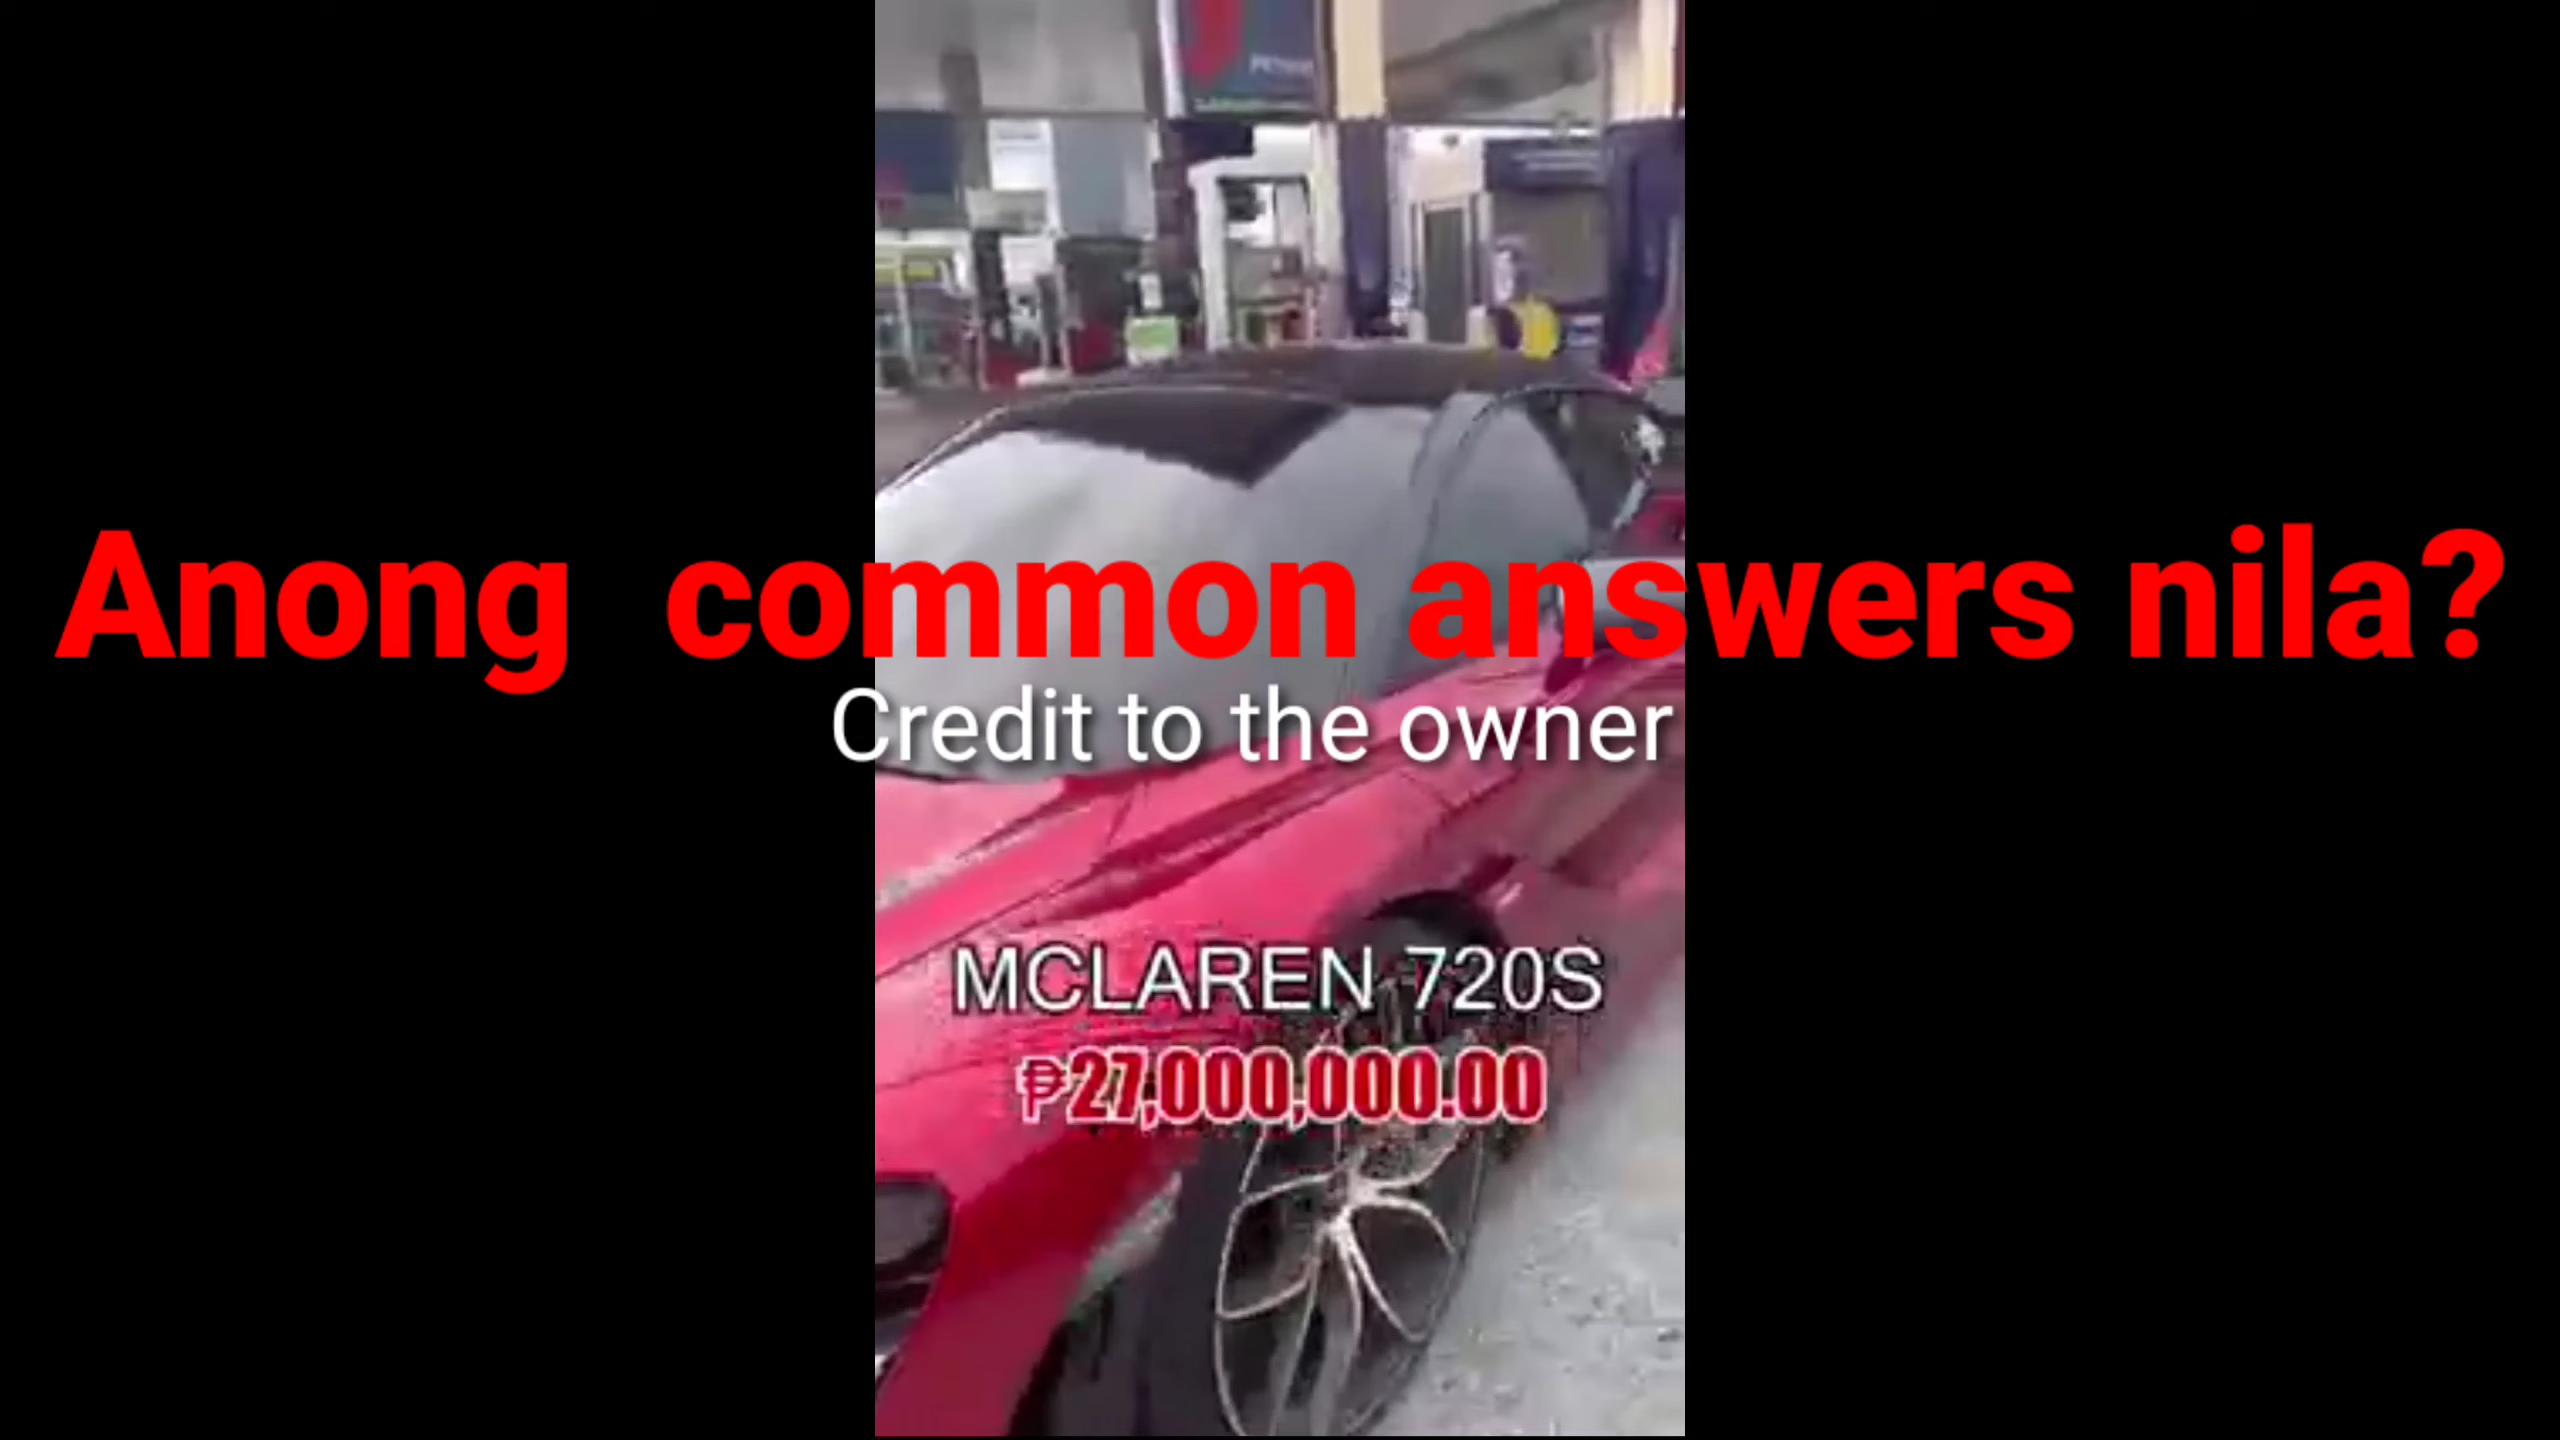 Anong common answers nila?
Credit to the owner
MCLAREN 720S
₱27,000,000.00